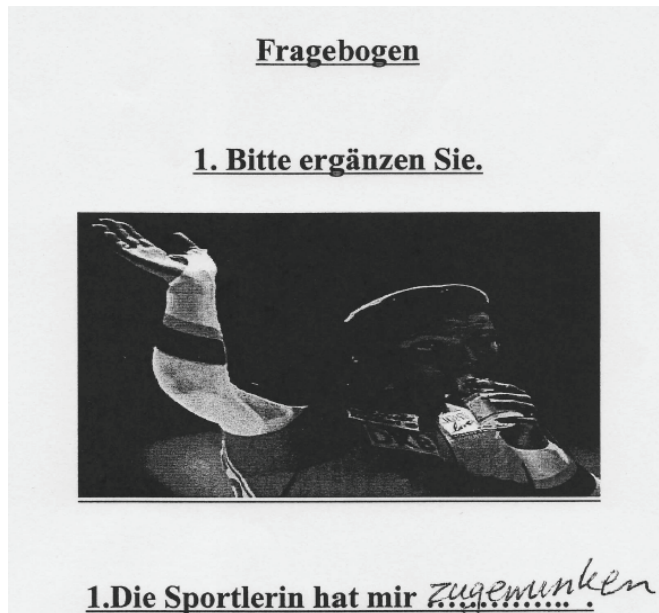 Fragebogen
1. Bitte ergänzen Sie.
1.Die Sportlerin hat mir zugewunken